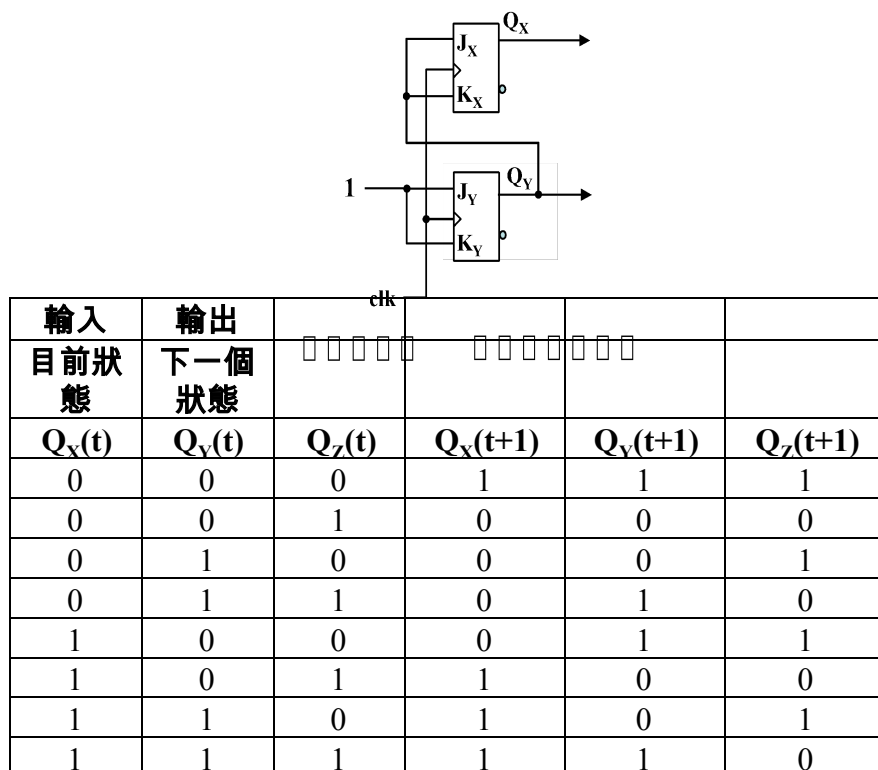 Q_X
J_X
K_X
1
Q_Y
J_Y
K_Y
clk
輸入 輸出
目前狀態 下一個狀態
Q_X(t) Q_Y(t) Q_Z(t) Q_X(t+1) Q_Y(t+1) Q_Z(t+1)
0 0 0 1 1 1
0 0 1 0 0 0
0 1 0 0 0 1
0 1 1 0 1 0
1 0 0 0 1 1
1 0 1 1 0 0
1 1 0 1 0 1
1 1 1 1 1 0